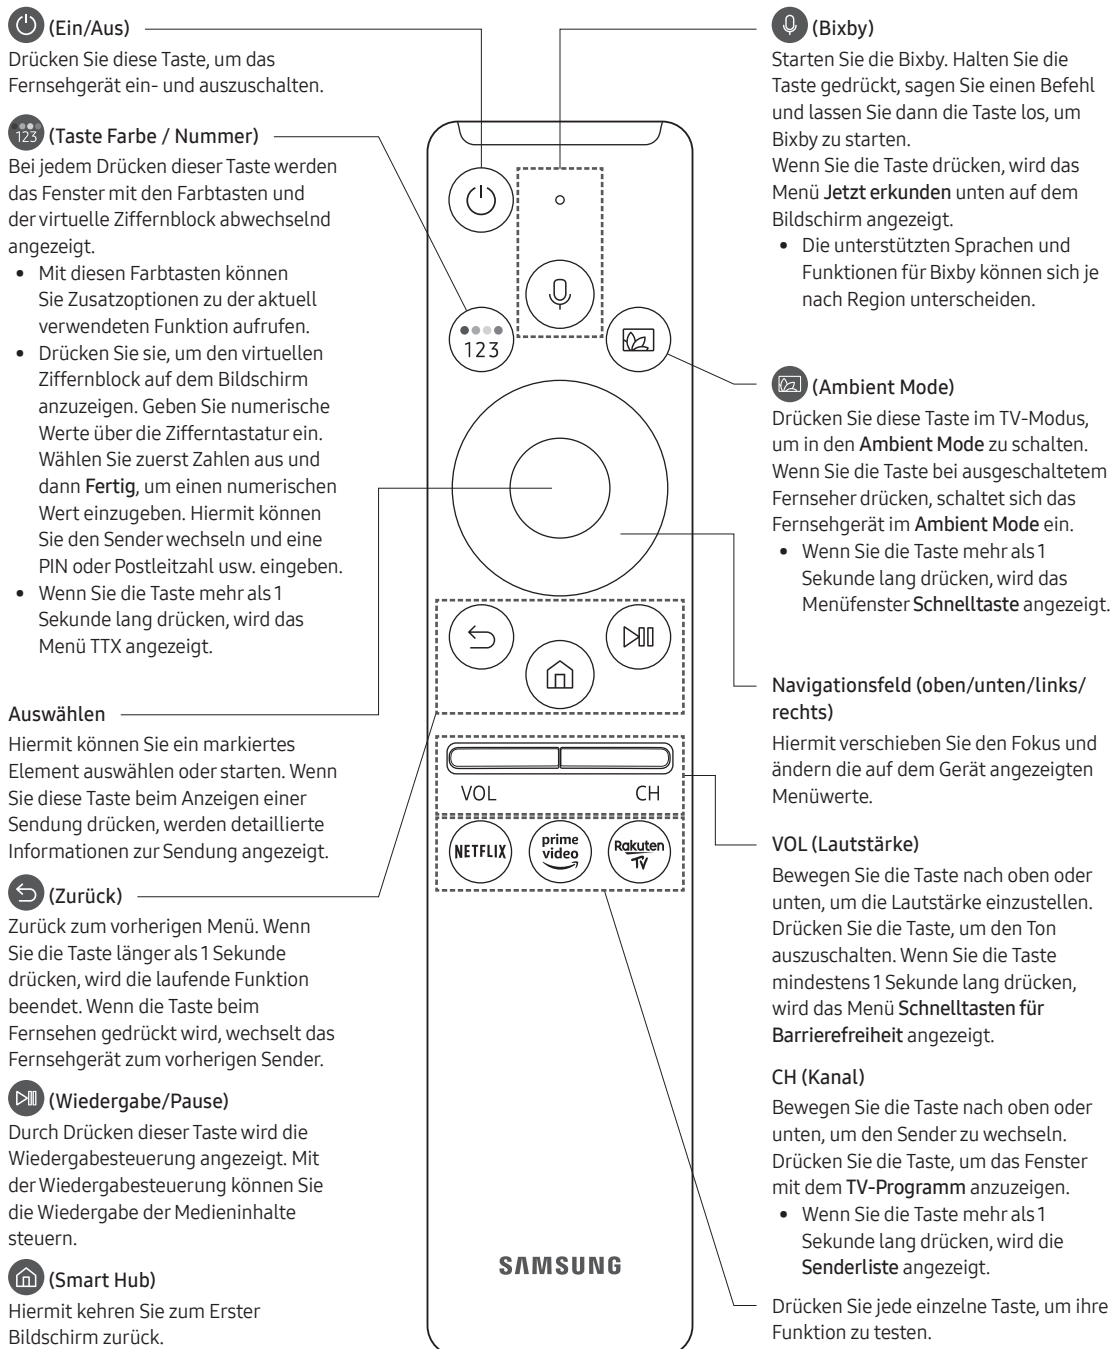 (Ein/Aus)
Drücken Sie diese Taste, um das
Fernsehgerät ein- und auszuschalten.
123 (Taste Farbe / Nummer)
Bei jedem Drücken dieser Taste werden
das Fenster mit den Farbtasten und
der virtuelle Ziffernblock abwechselnd
angezeigt.
• Mit diesen Farbtasten können
Sie Zusatzoptionen zu der aktuell
verwendeten Funktion aufrufen.
• Drücken Sie sie, um den virtuellen
Ziffernblock auf dem Bildschirm
anzuzeigen. Geben Sie numerische
Werte über die Zifferntastatur ein.
Wählen Sie zuerst Zahlen aus und
dann Fertig, um einen numerischen
Wert einzugeben. Hiermit können
Sie den Sender wechseln und eine
PIN oder Postleitzahl usw. eingeben.
• Wenn Sie die Taste mehr als 1
Sekunde lang drücken, wird das
Menü TTX angezeigt.
Auswählen
Hiermit können Sie ein markiertes
Element auswählen oder starten. Wenn
Sie diese Taste beim Anzeigen einer
Sendung drücken, werden detaillierte
Informationen zur Sendung angezeigt.
(Zurück)
Zurück zum vorherigen Menü. Wenn
Sie die Taste länger als 1 Sekunde
drücken, wird die laufende Funktion
beendet. Wenn die Taste beim
Fernsehen gedrückt wird, wechselt das
Fernsehgerät zum vorherigen Sender.
(Wiedergabe/Pause)
Durch Drücken dieser Taste wird die
Wiedergabesteuerung angezeigt. Mit
der Wiedergabesteuerung können Sie
die Wiedergabe der Medieninhalte
steuern.
(Smart Hub)
Hiermit kehren Sie zum Erster
Bildschirm zurück.
123
VOL CH
NETFLIX
prime
video
Rakuten
TV
SAMSUNG
(Bixby)
Starten Sie die Bixby. Halten Sie die
Taste gedrückt, sagen Sie einen Befehl
und lassen Sie dann die Taste los, um
Bixby zu starten.
Wenn Sie die Taste drücken, wird das
Menü Jetzt erkunden unten auf dem
Bildschirm angezeigt.
• Die unterstützten Sprachen und
Funktionen für Bixby können sich je
nach Region unterscheiden.
(Ambient Mode)
Drücken Sie diese Taste im TV-Modus,
um in den Ambient Mode zu schalten.
Wenn Sie die Taste bei ausgeschaltetem
Fernseher drücken, schaltet sich das
Fernsehgerät im Ambient Mode ein.
• Wenn Sie die Taste mehr als 1
Sekunde lang drücken, wird das
Menüfenster Schnelltaste angezeigt.
Navigationsfeld (oben/unten/links/
rechts)
Hiermit verschieben Sie den Fokus und
ändern die auf dem Gerät angezeigten
Menüwerte.
VOL (Lautstärke)
Bewegen Sie die Taste nach oben oder
unten, um die Lautstärke einzustellen.
Drücken Sie die Taste, um den Ton
auszuschalten. Wenn Sie die Taste
mindestens 1 Sekunde lang drücken,
wird das Menü Schnelltasten für
Barrierefreiheit angezeigt.
CH (Kanal)
Bewegen Sie die Taste nach oben oder
unten, um den Sender zu wechseln.
Drücken Sie die Taste, um das Fenster
mit dem TV-Programm anzuzeigen.
• Wenn Sie die Taste mehr als 1
Sekunde lang drücken, wird die
Senderliste angezeigt.
Drücken Sie jede einzelne Taste, um ihre
Funktion zu testen.